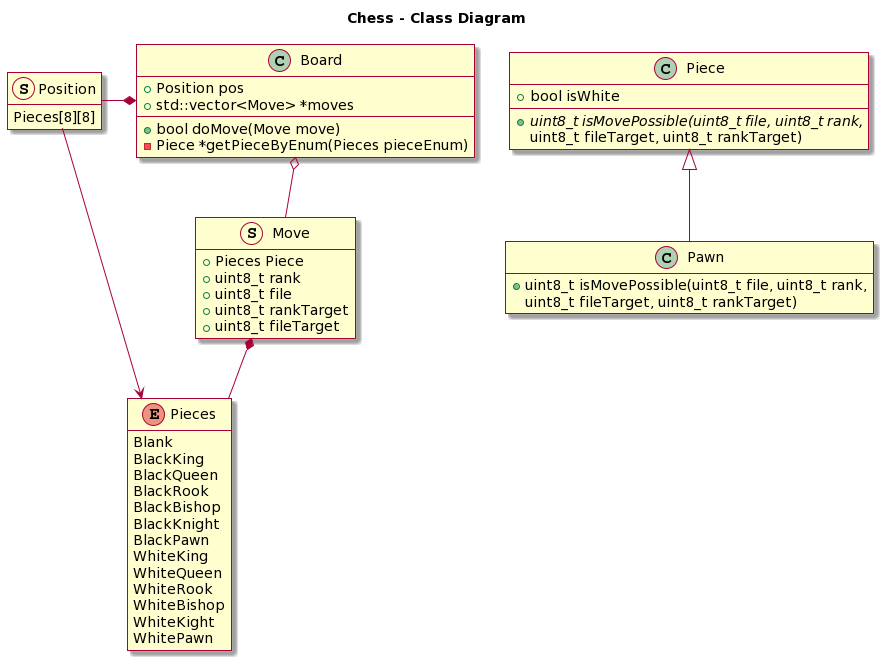 Chess - Class Diagram
S Position
Pieces[8][8]
C Board
Position pos
std::vector<Move> *moves
bool doMove(Move move)
Piece *getPieceByEnum(Pieces pieceEnum)
C Piece
bool isWhite
uint8_t isMovePossible(uint8_t file, uint8_t rank,
uint8_t fileTarget, uint8_t rankTarget)
S Move
Pieces Piece
uint8_t rank
uint8_t file
uint8_t rankTarget
uint8_t fileTarget
C Pawn
uint8_t isMovePossible(uint8_t file, uint8_t rank,
uint8_t fileTarget, uint8_t rankTarget)
E Pieces
Blank
BlackKing
BlackQueen
BlackRook
BlackBishop
BlackKnight
BlackPawn
WhiteKing
WhiteQueen
WhiteRook
WhiteBishop
WhiteKight
WhitePawn